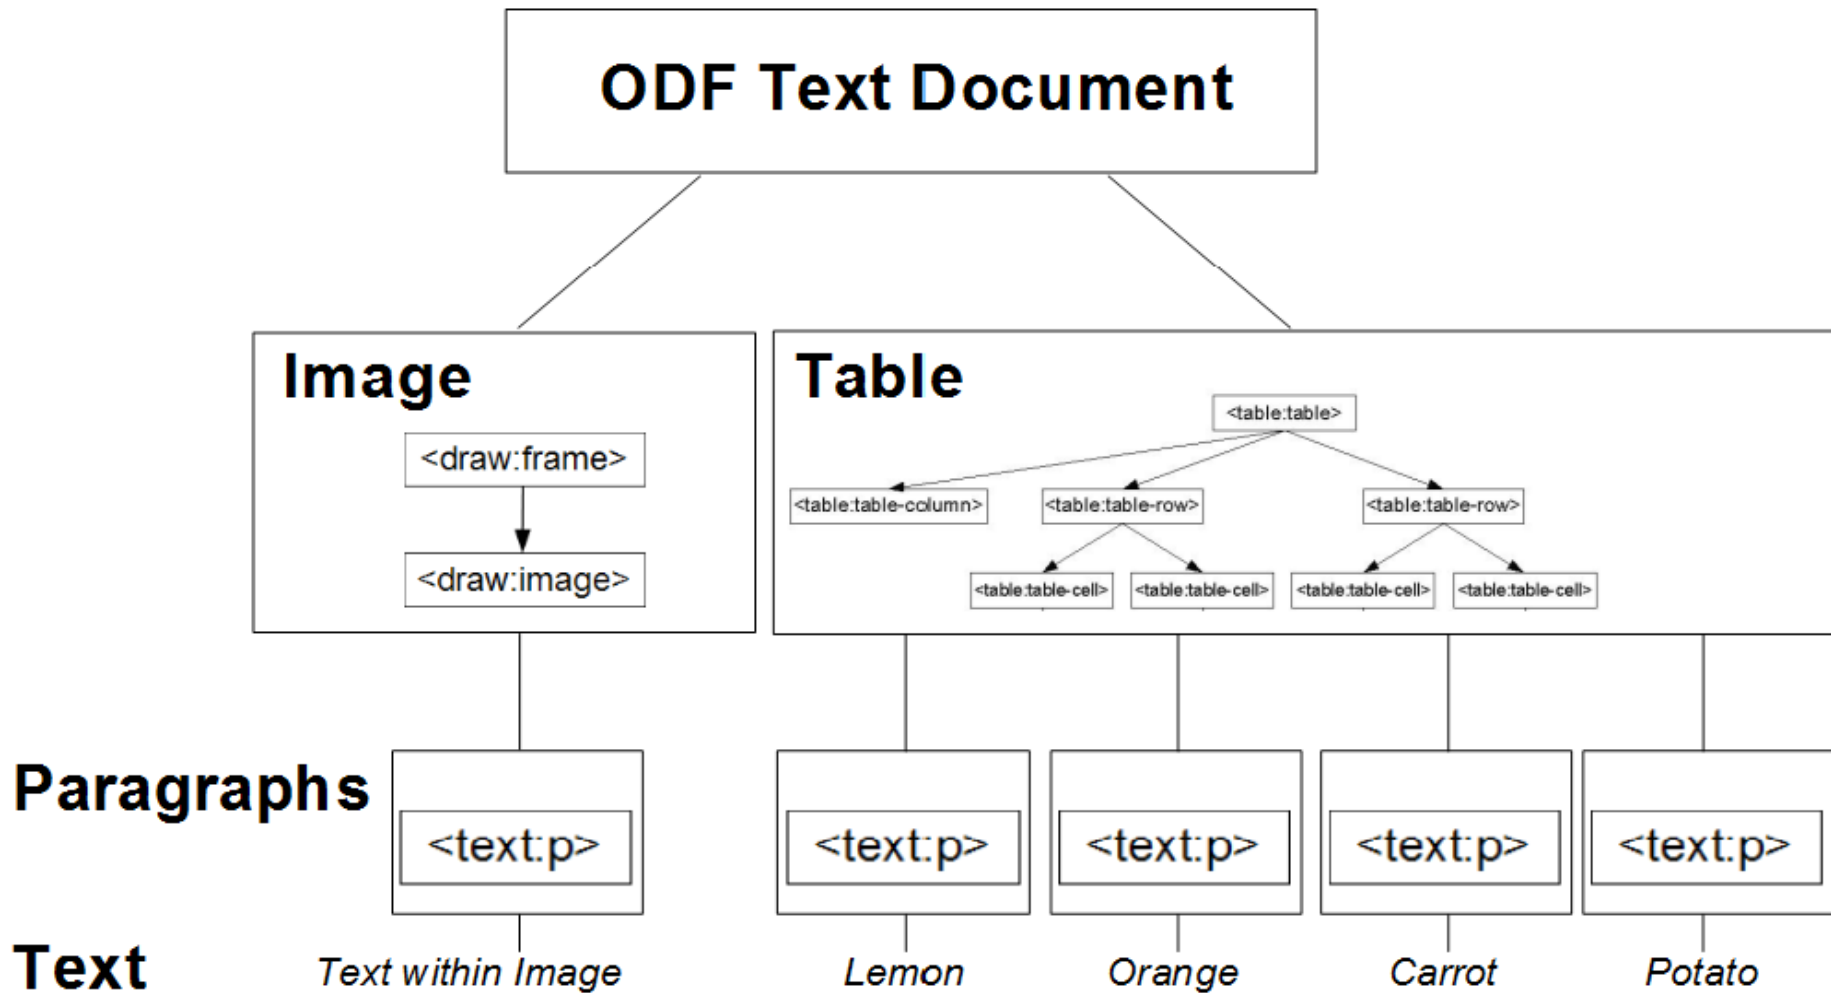 ODF Text Document
Image
Table
<draw:frame>
<draw:image>
<table:table>
<table:table-column>
<table:table-row>
<table:table-row>
<table:table-cell>
<table:table-cell>
<table:table-cell>
<table:table-cell>
Paragraphs
<text:p>
<text:p>
<text:p>
<text:p>
<text:p>
Text
Text within Image
Lemon
Orange
Carrot
Potato